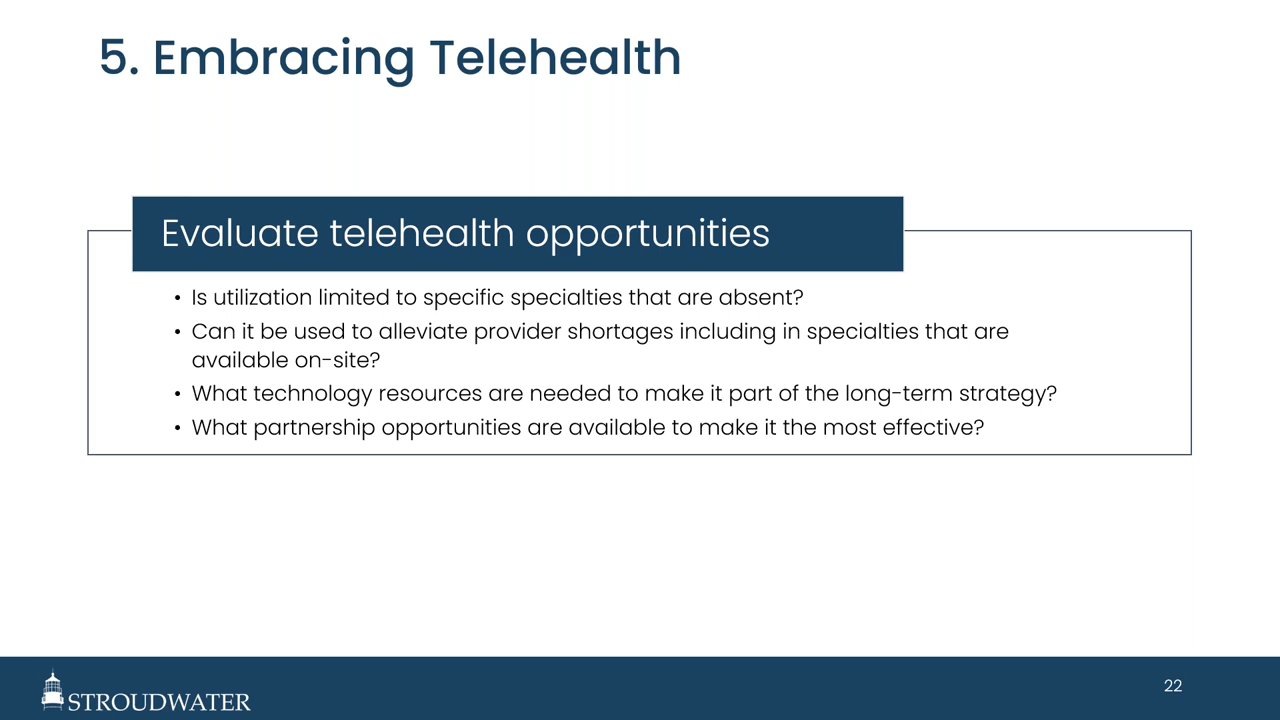 5. Embracing Telehealth
Evaluate telehealth opportunities
• Is utilization limited to specific specialties that are absent?
• Can it be used to alleviate provider shortages including in specialties that are
available on-site?
• What technology resources are needed to make it part of the long-term strategy?
• What partnership opportunities are available to make it the most effective?
STROUDWATER
22